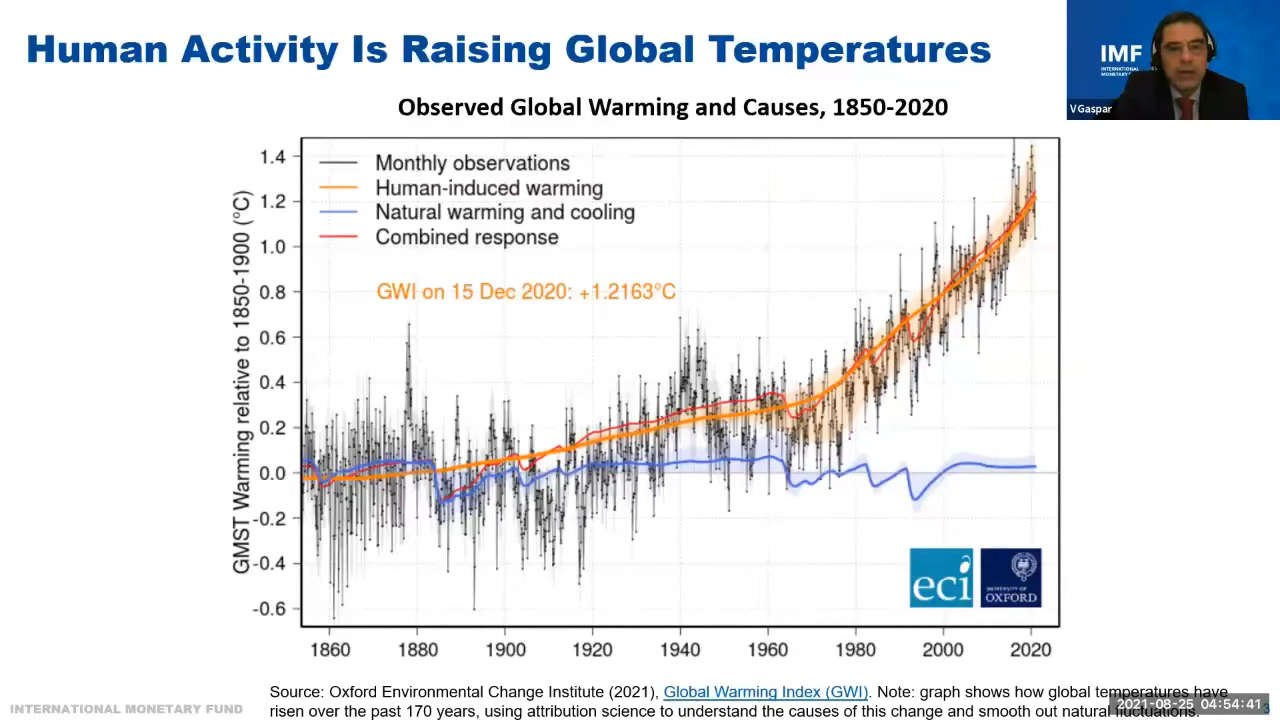 Human Activity Is Raising Global Temperatures
IMF
INTERNATIONAL
VGaspar
Observed Global Warming and Causes, 1850-2020
Monthly observations
Human-induced warming
Natural warming and cooling
Combined response
GWI on 15 Dec 2020: +1.2163°C
GMST Warming relative to 1850-1900 (°C)
1.4
1.2
1.0
0.8
0.6
0.4
0.2
0.0
-0.2
-0.4
-0.6
1860 1880 1900 1920 1940 1960 1980 2000 2020
eci
UNIVERSITY OF
OXFORD
Source: Oxford Environmental Change Institute (2021), Global Warming Index (GWI). Note: graph shows how global temperatures have
risen over the past 170 years, using attribution science to understand the causes of this change and smooth out natural fluctuations.
INTERNATIONAL MONETARY FUND
2021-08-25 04:54:41
3